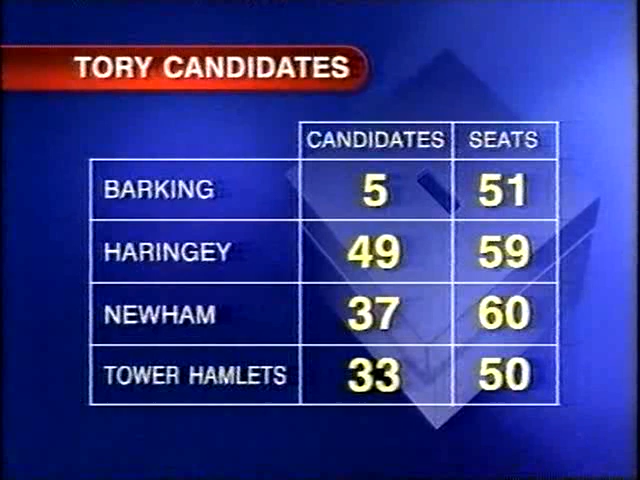 TORY CANDIDATES
CANDIDATES SEATS
BARKING 5 51
HARINGEY 49 59
NEWHAM 37 60
TOWER HAMLETS 33 50